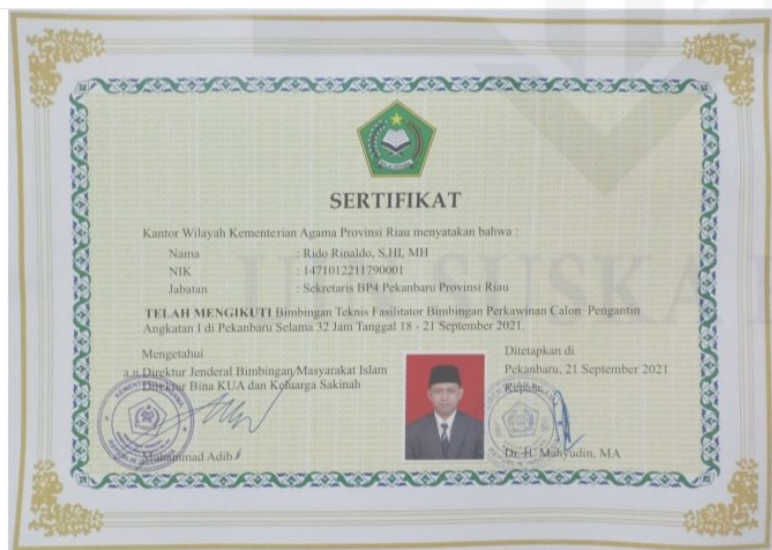 SERTIFIKAT
Kantor Wilayah Kementerian Agama Provinsi Riau menyatakan bahwa :
Nama : Rido Rinaldo, S.HI, MH
NIK : 1471012211790001
Jabatan : Sekretaris BP4 Pekanbaru Provinsi Riau
TELAH MENGIKUTI Bimbingan Teknis Fasilitator Bimbingan Perkawinan Calon Pengantin
Angkatan I di Pekanbaru Selama 32 Jam Tanggal 18 - 21 September 2021.
Mengetahui
a.n Direktur Jenderal Bimbingan Masyarakat Islam
Direktur Bina KUA dan Keluarga Sakinah
Muhammad Adib
Ditetapkan di
Pekanbaru, 21 September 2021
Kepala
Dr. H. Mahyudin, MA
SUSKA